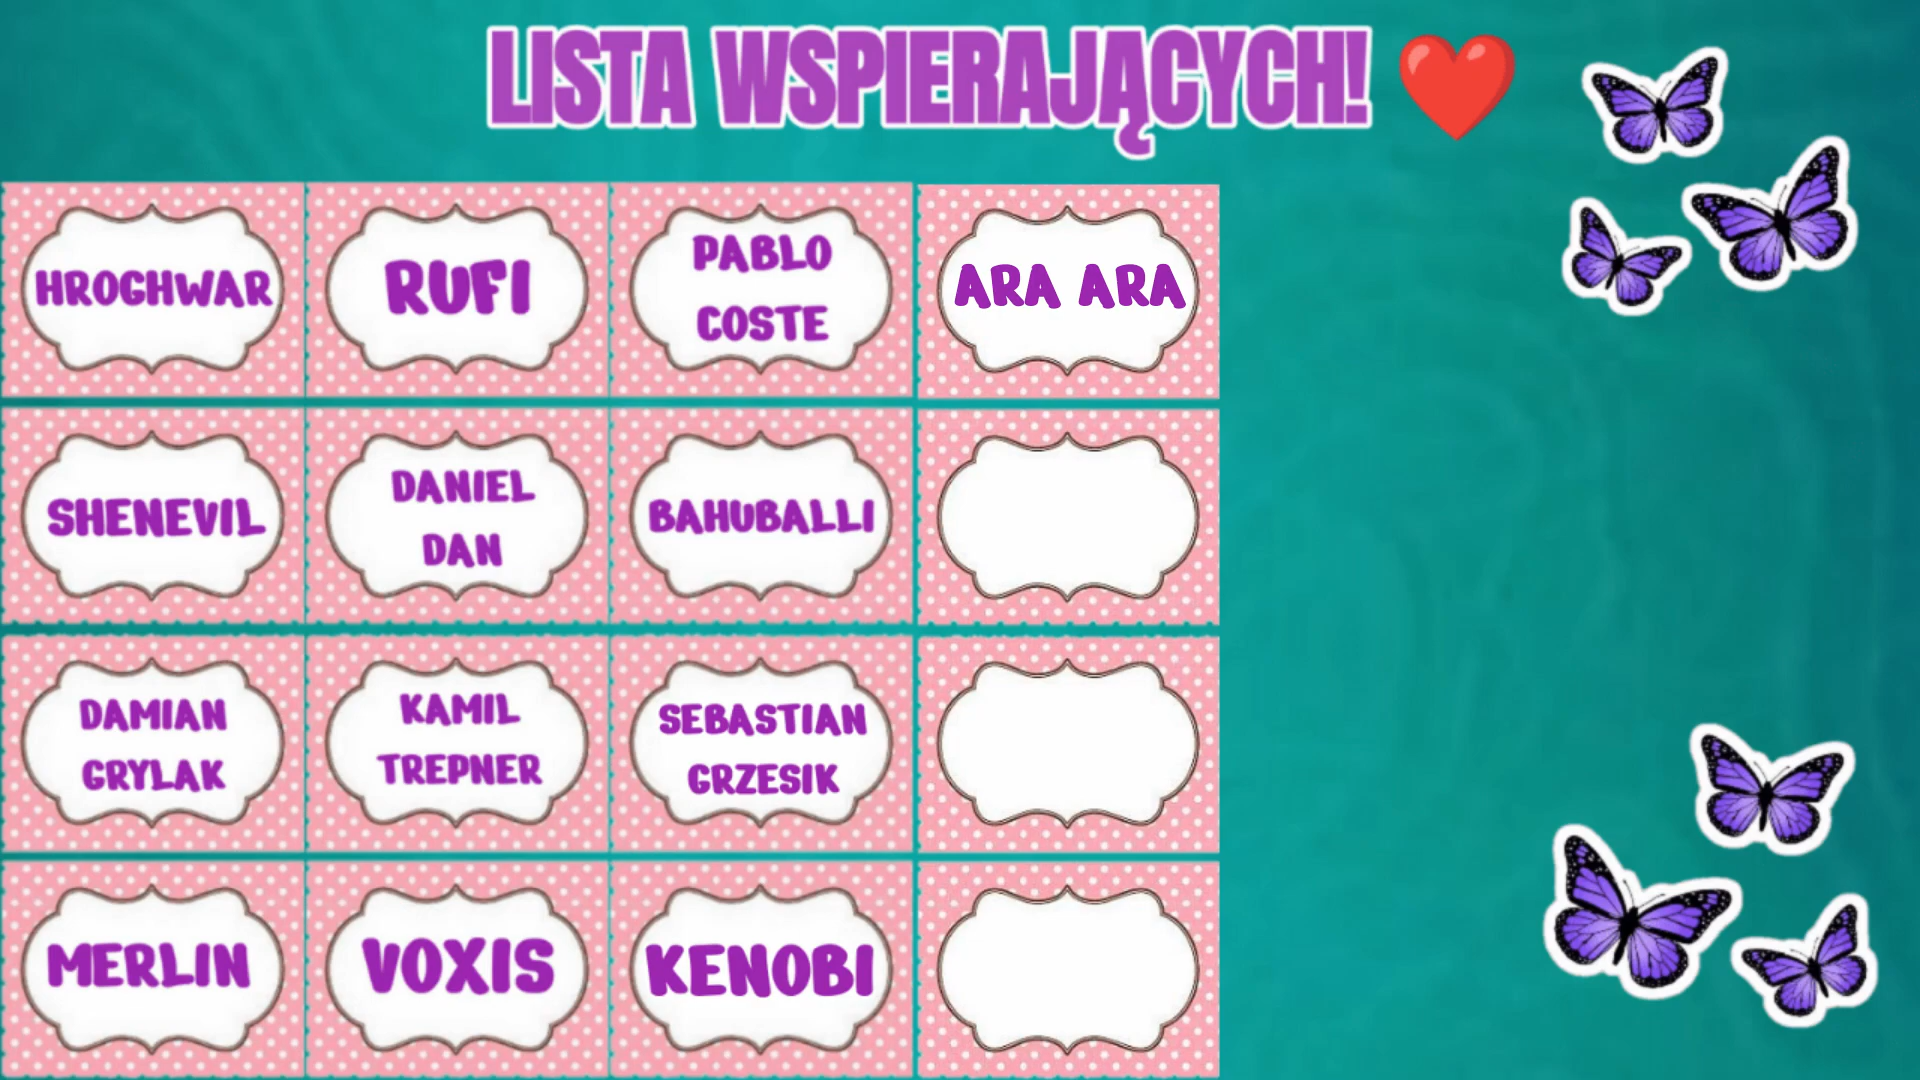 LISTA WSPIERAJĄCYCH! ❤️
HROGHWAR
RUFI
PABLO
COSTE
ARA ARA
SHENEVIL
DANIEL
DAN
BAHUBALLI
DAMIAN
GRYLAK
KAMIL
TREPNER
SEBASTIAN
GRZESIK
MERLIN
VOXIS
KENOBI